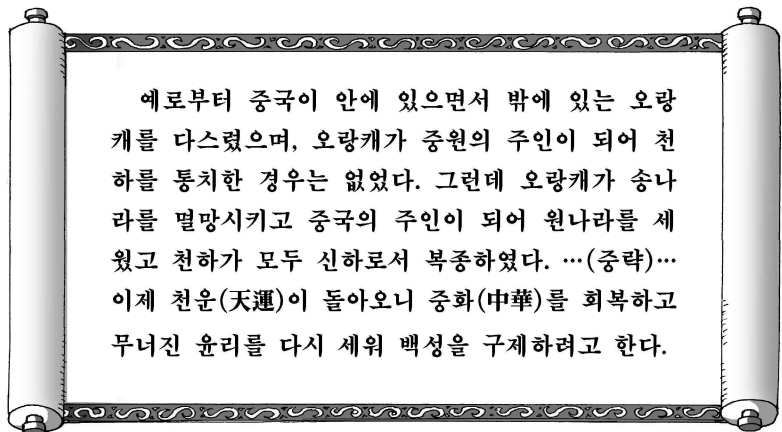 예로부터 중국이 안에 있으면서 밖에 있는 오랑
캐를 다스렸으며, 오랑캐가 중원의 주인이 되어 천
하를 통치한 경우는 없었다. 그런데 오랑캐가 송나
라를 멸망시키고 중국의 주인이 되어 원나라를 세
웠고 천하가 모두 신하로서 복종하였다. …(중략)…
이제 천운(天運)이 돌아오니 중화(中華)를 회복하고
무너진 윤리를 다시 세워 백성을 구제하려고 한다.